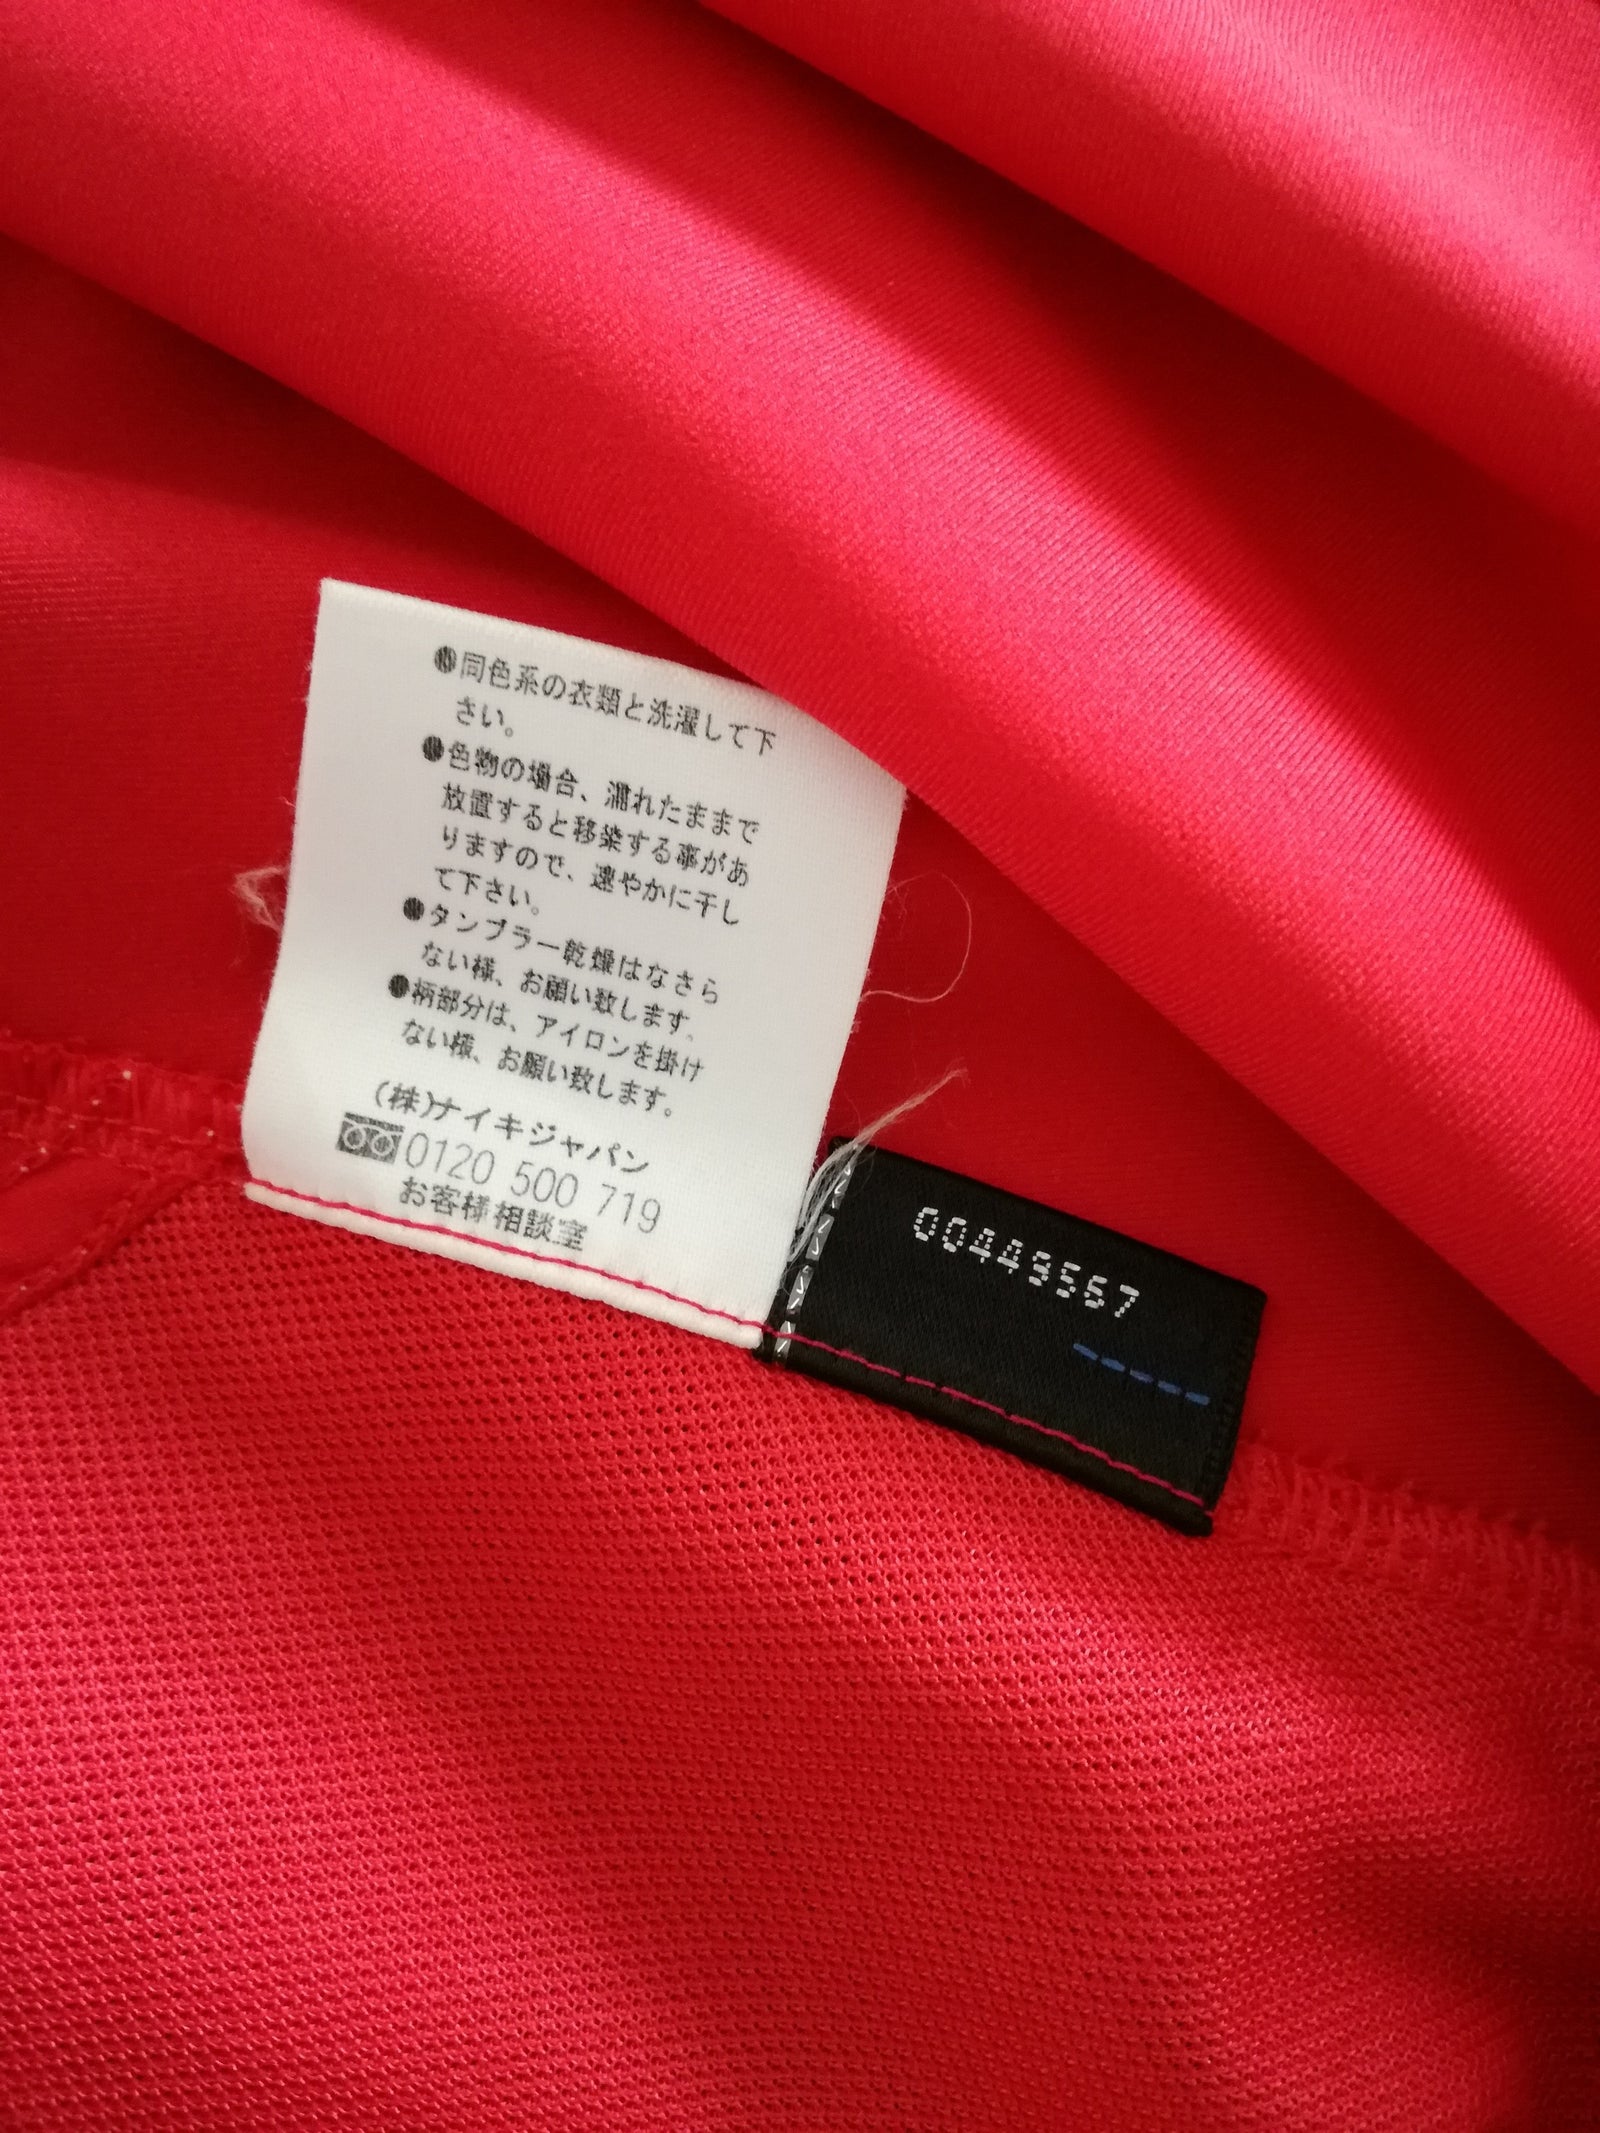 ●同色系の衣類と洗濯して下
さい。
●色物の場合、濡れたままで
放置すると移染する事があ
りますので、速やかに干し
て下さい。
●タンブラー乾燥はなさら
ない様、お願い致します。
●柄部分は、アイロンを掛け
ない様、お願い致します。
(株)ナイキジャパン
0120 500 719
お客様相談室
00449567